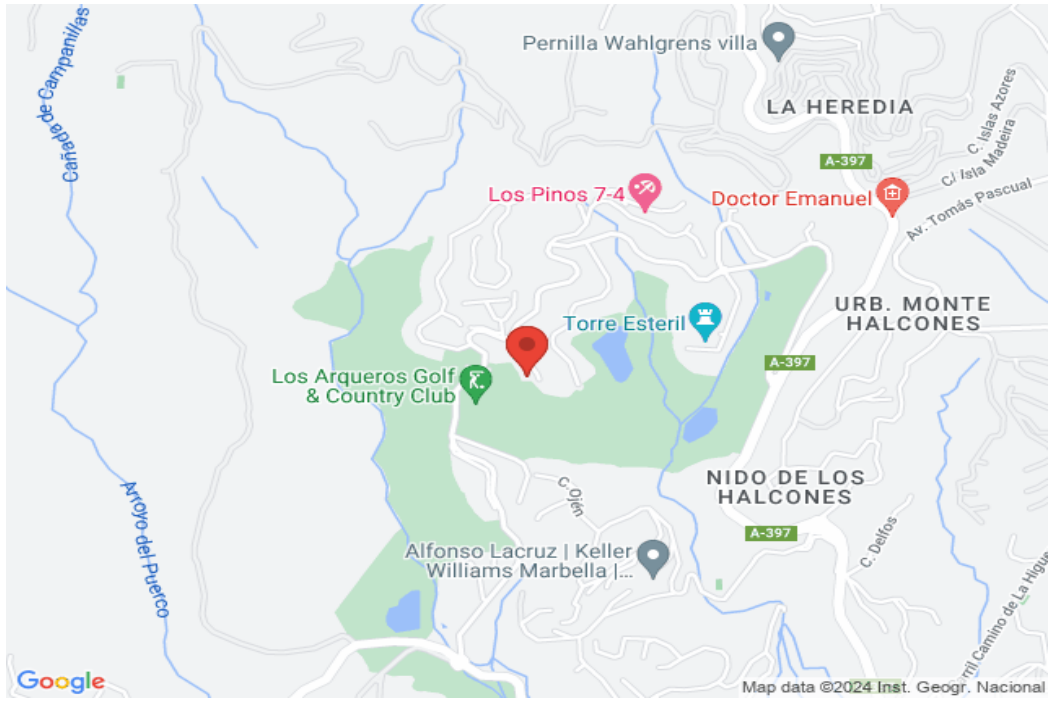 Pernilla Wahlgrens villa
LA HEREDIA
C. Islas Azores
C/ Isla Madeira
A-397
Cañada de Campanillas
Los Pinos 7-4
Doctor Emanuel
Av. Tomás Pascual
URB. MONTE
HALCONES
Torre Esteril
A-397
Los Arqueros Golf
& Country Club
NIDO DE LOS
HALCONES
C. Ojén
A-397
C. Delfos
Arroyo del Puerco
Alfonso Lacruz | Keller
Williams Marbella |...
Camino de La Higue
Google
Map data ©2024 Inst. Geogr. Nacional